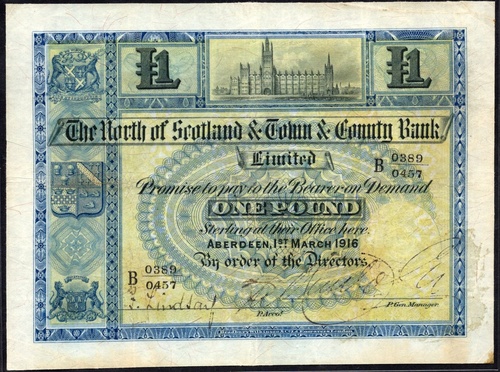 £1 £1
The North of Scotland & Town & County Bank
Limited
B 0389
0457
Promise to pay to the Bearer on Demand
ONE POUND
Sterling at their Office here.
ABERDEEN, 1ST MARCH 1916
By order of the Directors,
B 0389
0457
Lindsay
P. Acct. P. Gen. Manager.